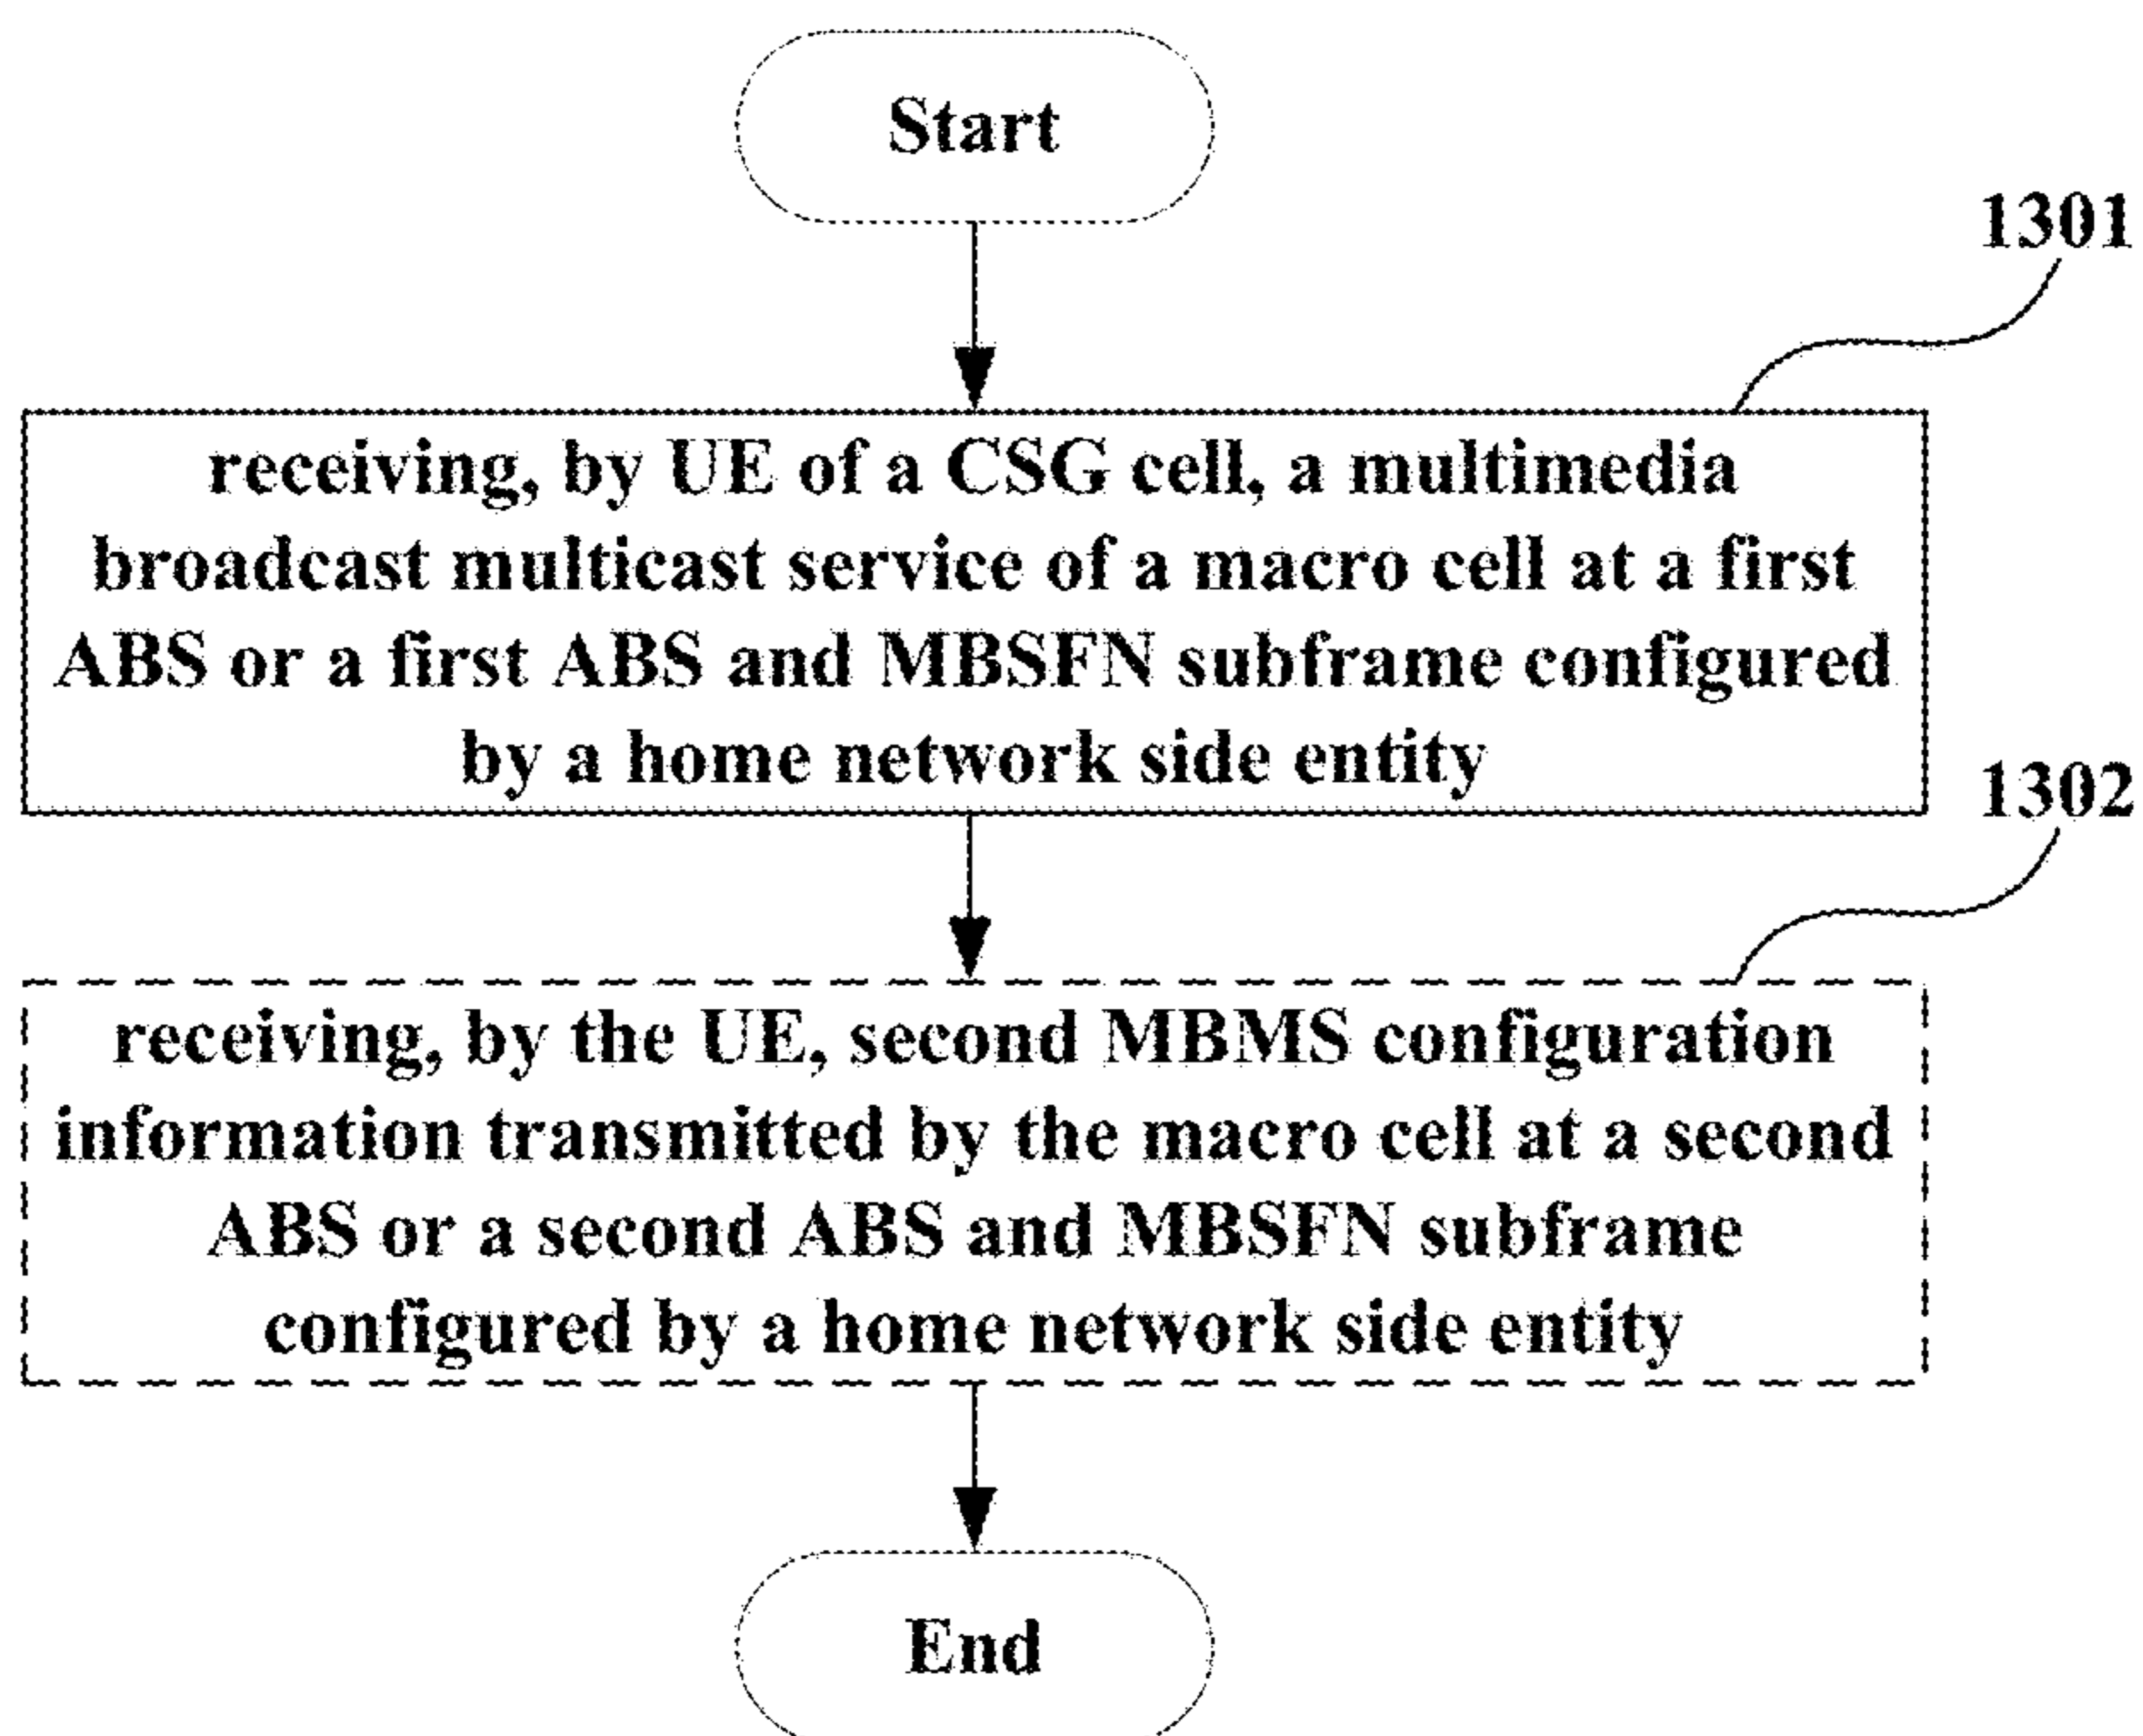 Start
1301
receiving, by UE of a CSG cell, a multimedia
broadcast multicast service of a macro cell at a first
ABS or a first ABS and MBSFN subframe configured
by a home network side entity
1302
receiving, by the UE, second MBMS configuration
information transmitted by the macro cell at a second
ABS or a second ABS and MBSFN subframe
configured by a home network side entity
End